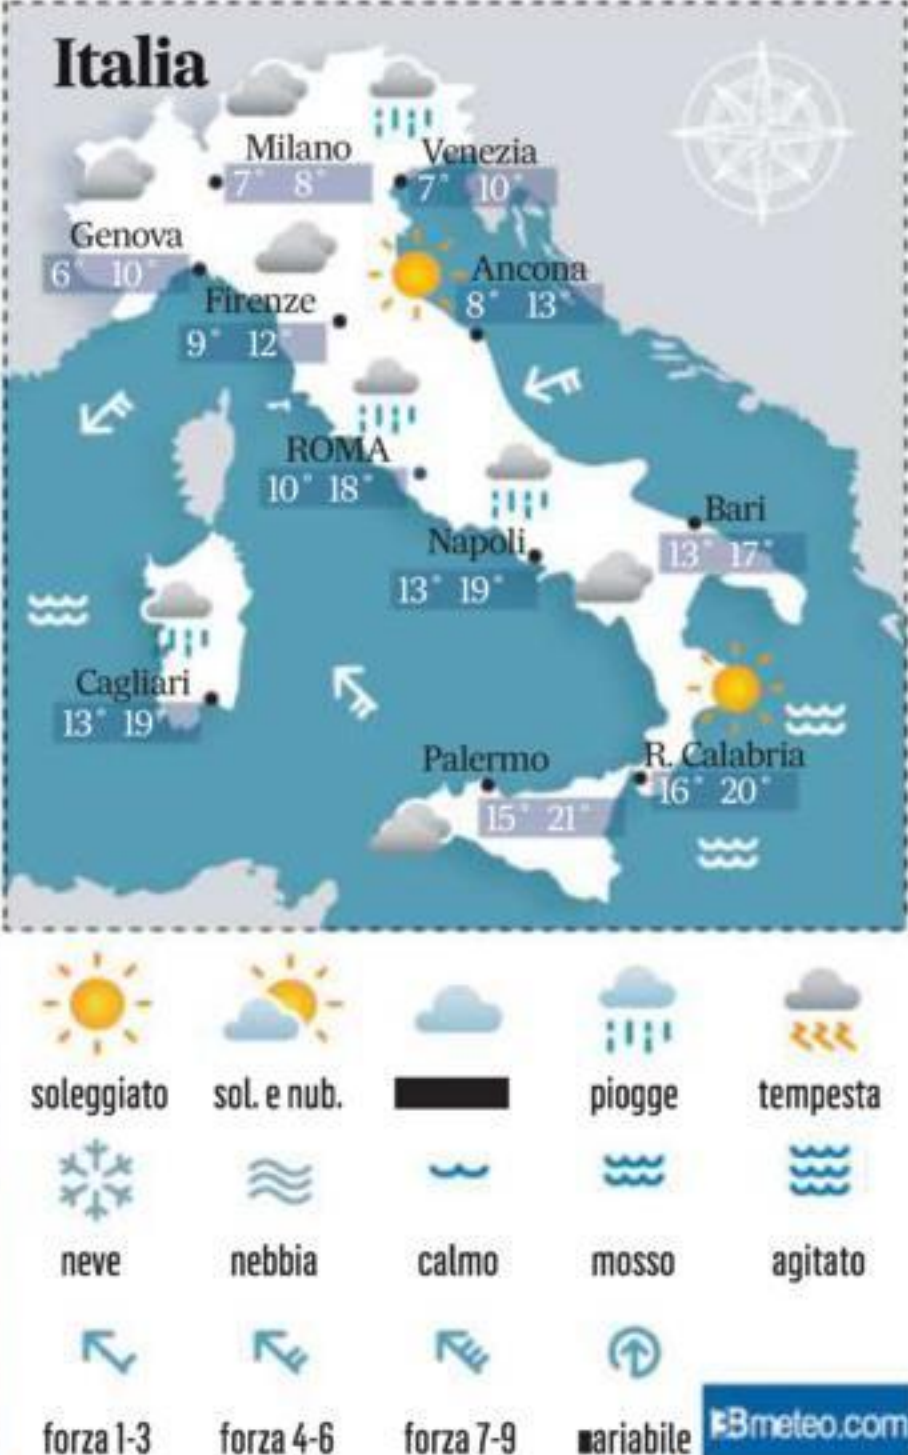 Italia
Milano
7° 8°
Venezia
7° 10°
Genova
6° 10°
Ancona
8° 13°
Firenze
9° 12°
ROMA
10° 18°
Bari
13° 17°
Napoli
13° 19°
Cagliari
13° 19°
Palermo
15° 21°
R. Calabria
16° 20°
soleggiato sol. e nub. piogge tempesta
neve nebbia calmo mosso agitato
forza 1-3 forza 4-6 forza 7-9 ariabile
3Bmeteo.com